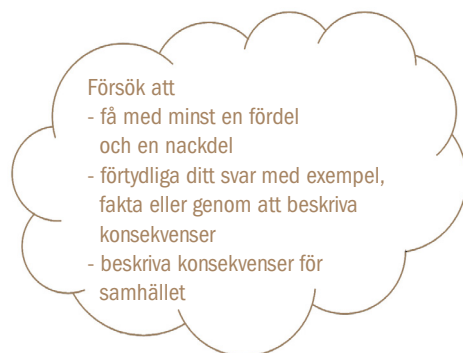 Försök att
- få med minst en fördel
och en nackdel
- förtydliga ditt svar med exempel,
fakta eller genom att beskriva
konsekvenser
- beskriva konsekvenser för
samhället